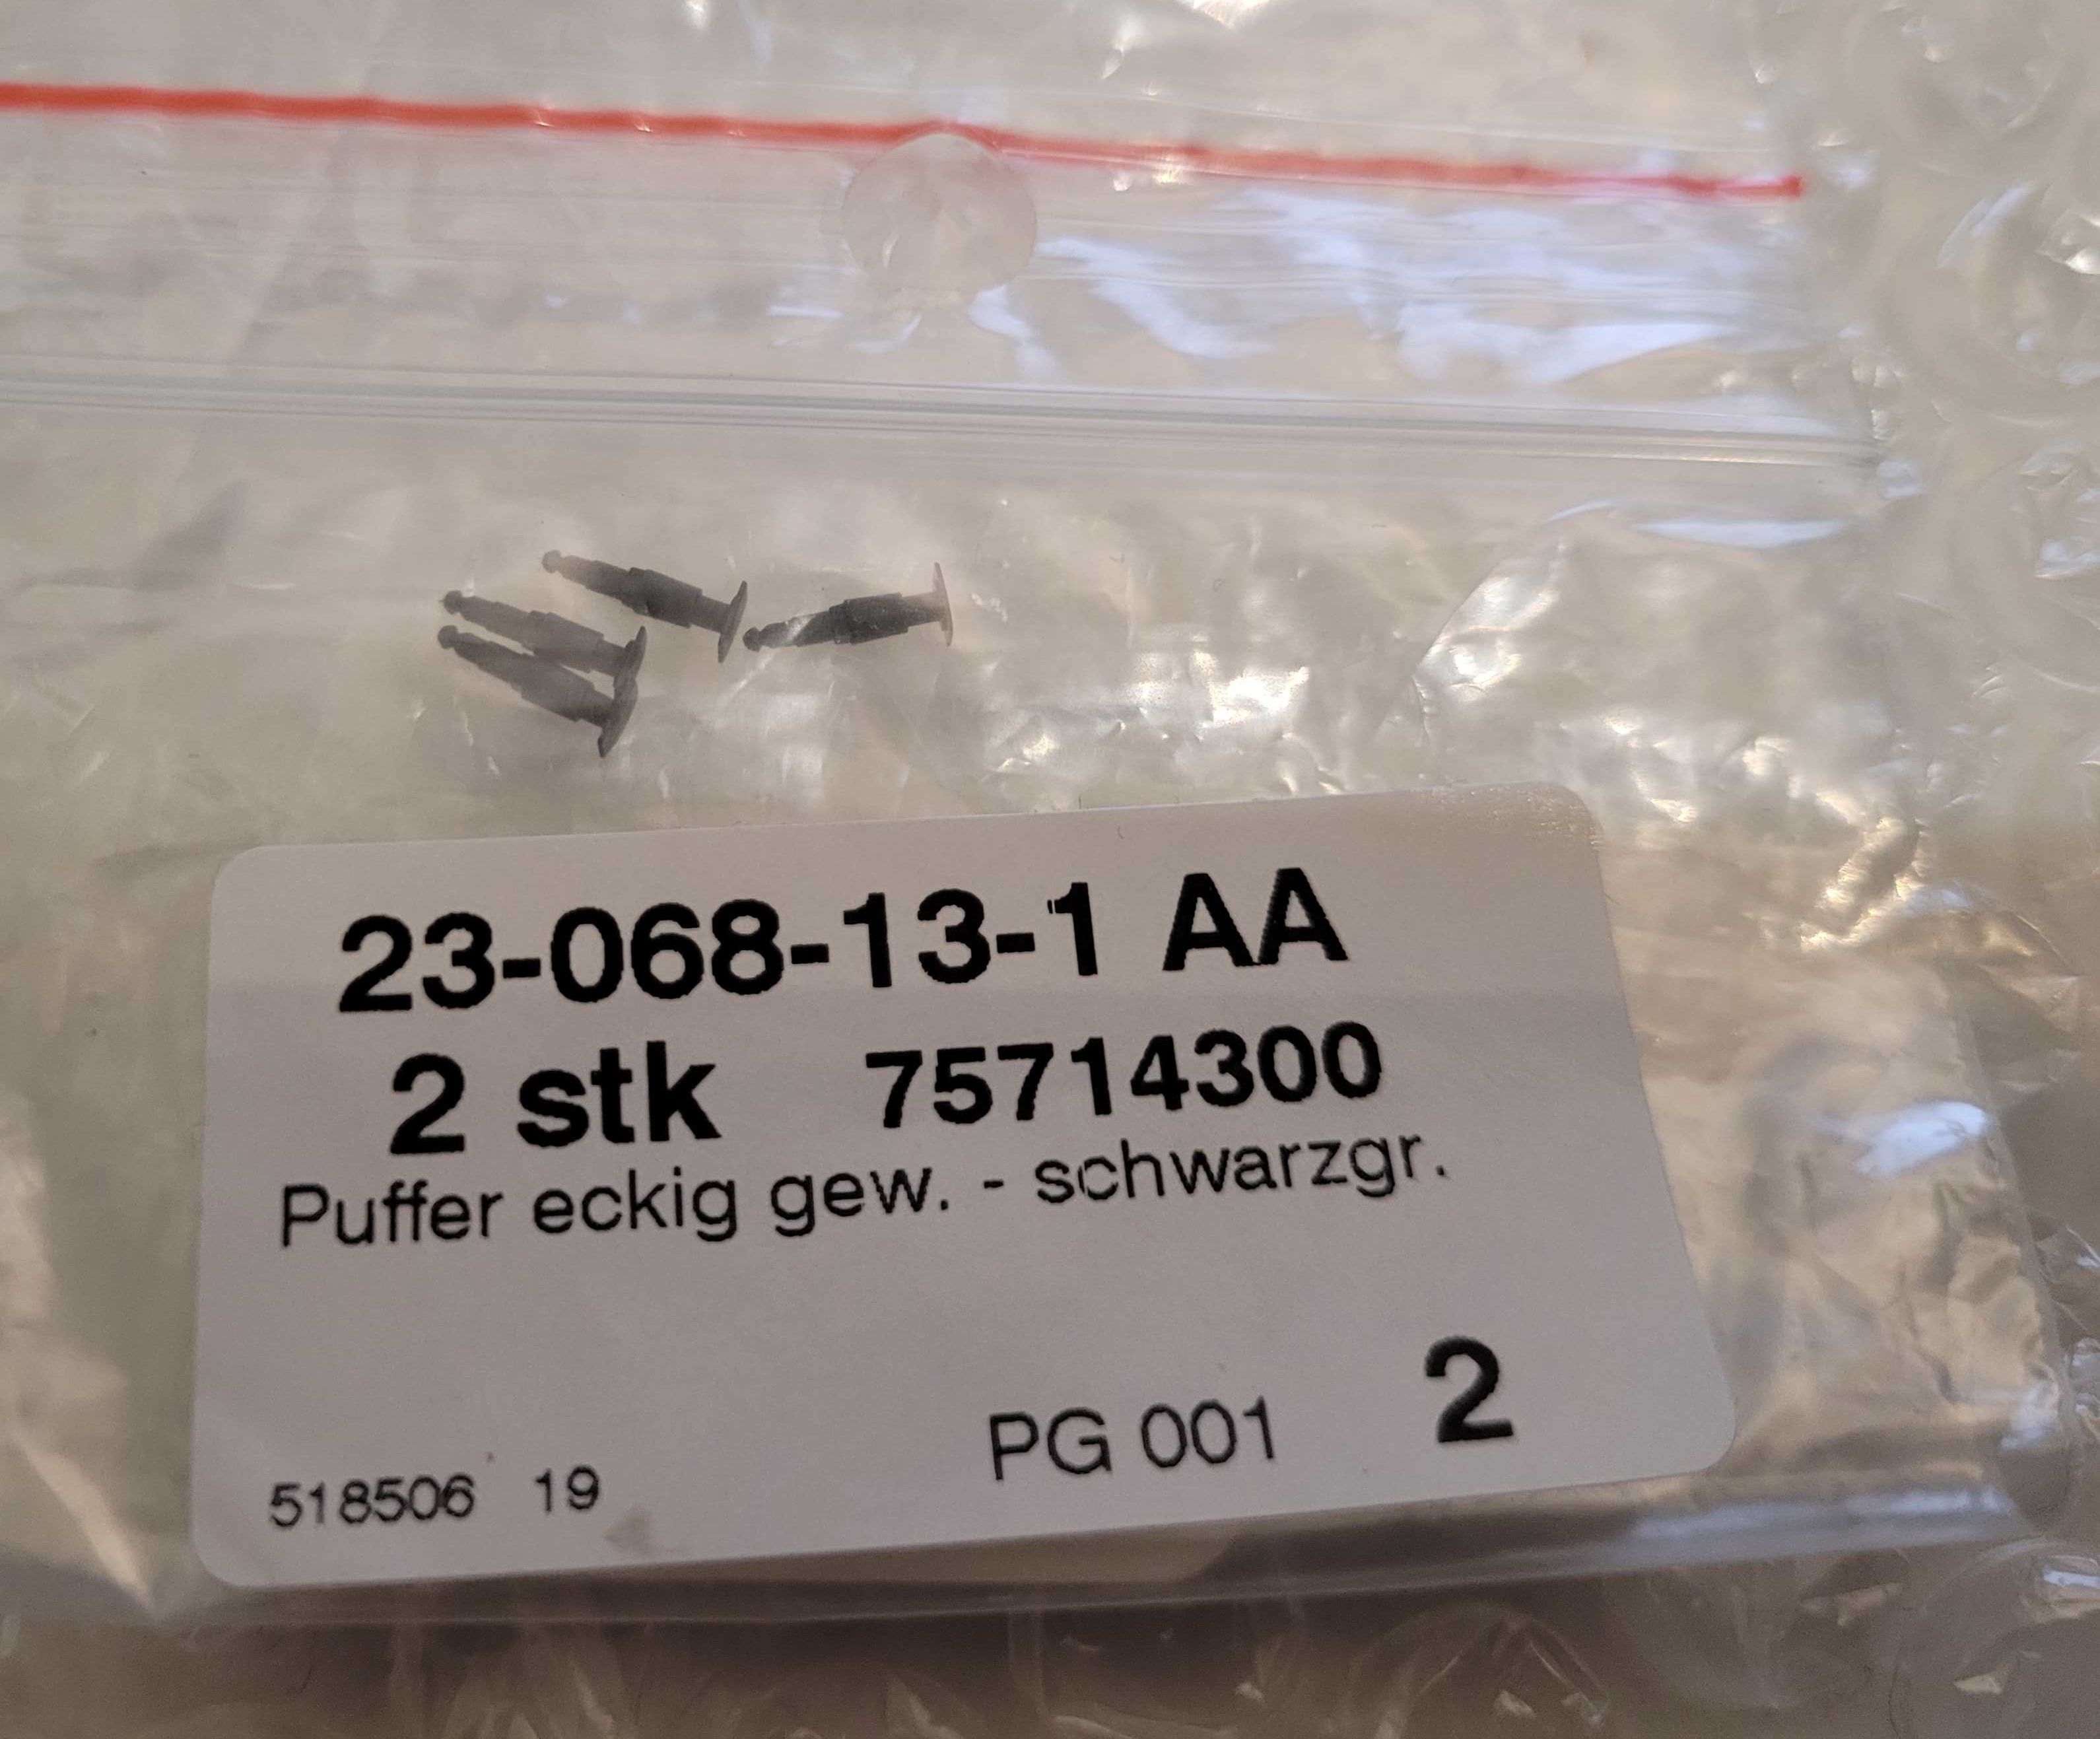 23-068-13-1 AA
2 stk 75714300
Puffer eckig gew. - schwarzgr.
PG 001 2
518506 19